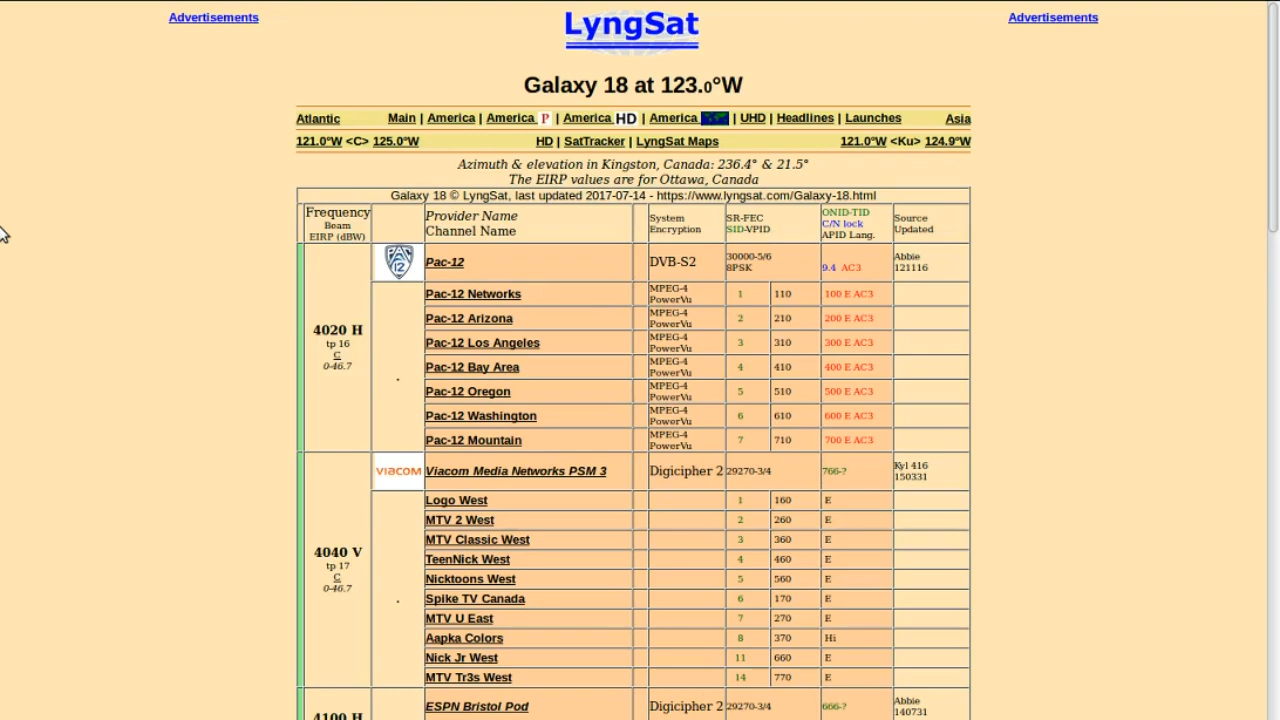 Advertisements
LyngSat
Advertisements
Galaxy 18 at 123.0°W
Atlantic Main | America | America P | America HD | America | UHD | Headlines | Launches Asia
121.0°W <C> 125.0°W HD | SatTracker | LyngSat Maps 121.0°W <Ku> 124.9°W
Azimuth & elevation in Kingston, Canada: 236.4° & 21.5°
The EIRP values are for Ottawa, Canada
Galaxy 18 © LyngSat, last updated 2017-07-14 - https://www.lyngsat.com/Galaxy-18.html
Frequency
Beam
EIRP (dBW)
Provider Name
Channel Name
System
Encryption
SR-FEC
SID-VPID
ONID-TID
C/N lock
APID Lang.
Source
Updated
4020 H
tp 16
C
0-46.7
PAC 12
Pac-12 DVB-S2
30000-5/6
8PSK
9.4 AC3
Abbie
121116
.
Pac-12 Networks MPEG-4 PowerVu 1 110 100 E AC3
Pac-12 Arizona MPEG-4 PowerVu 2 210 200 E AC3
Pac-12 Los Angeles MPEG-4 PowerVu 3 310 300 E AC3
Pac-12 Bay Area MPEG-4 PowerVu 4 410 400 E AC3
Pac-12 Oregon MPEG-4 PowerVu 5 510 500 E AC3
Pac-12 Washington MPEG-4 PowerVu 6 610 600 E AC3
Pac-12 Mountain MPEG-4 PowerVu 7 710 700 E AC3
4040 V
tp 17
C
0-46.7
VIACOM
Viacom Media Networks PSM 3 Digicipher 2 29270-3/4 766-?
Kyl 416
150331
.
Logo West 1 160 E
MTV 2 West 2 260 E
MTV Classic West 3 360 E
TeenNick West 4 460 E
Nicktoons West 5 560 E
Spike TV Canada 6 170 E
MTV U East 7 270 E
Aapka Colors 8 370 Hi
Nick Jr West 11 660 E
MTV Tr3s West 14 770 E
4100 H
ESPN Bristol Pod Digicipher 2 29270-3/4 666-?
Abbie
140731